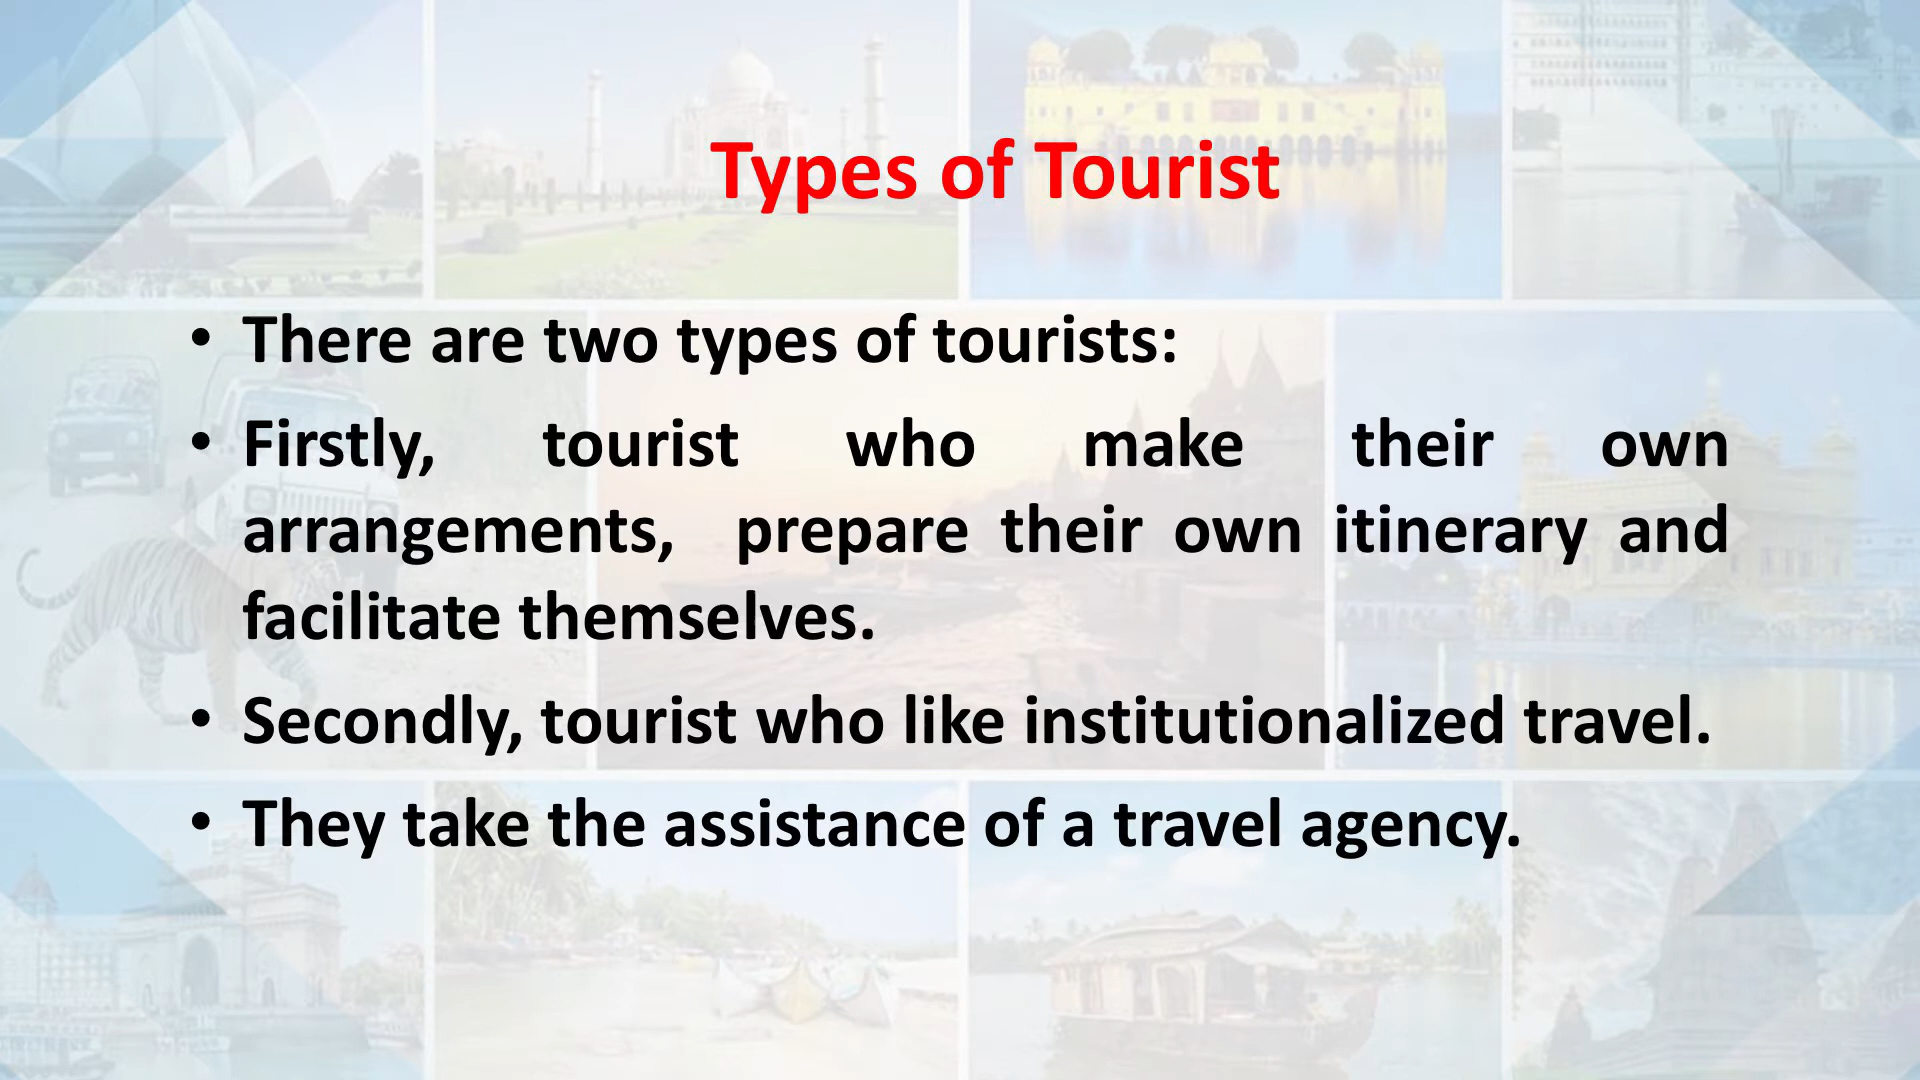 Types of Tourist
• There are two types of tourists:
• Firstly, tourist who make their own
arrangements, prepare their own itinerary and
facilitate themselves.
• Secondly, tourist who like institutionalized travel.
• They take the assistance of a travel agency.